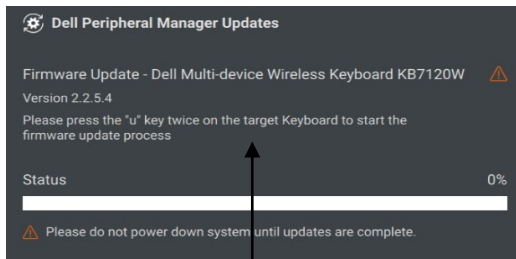 Dell Peripheral Manager Updates
Firmware Update - Dell Multi-device Wireless Keyboard KB7120W
Version 2.2.5.4
Please press the "u" key twice on the target Keyboard to start the
firmware update process
Status 0%
Please do not power down system until updates are complete.